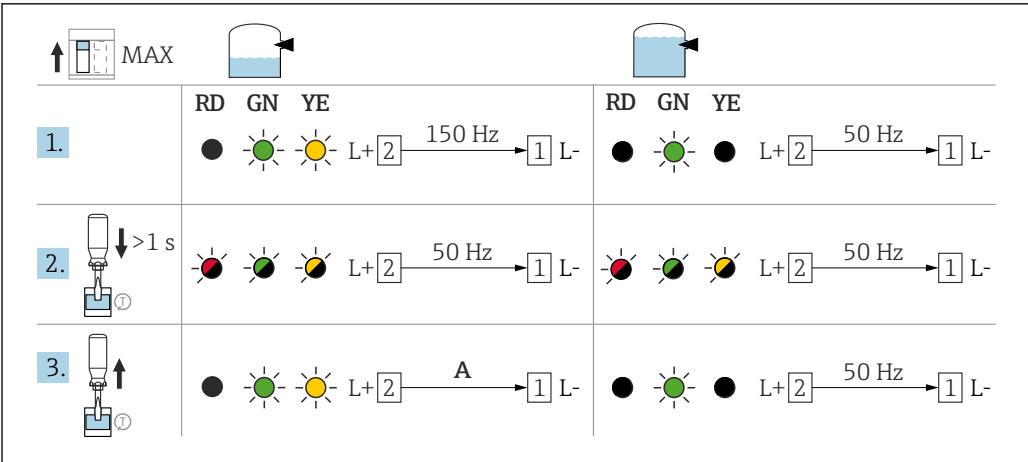 MAX
RD GN YE RD GN YE
1. L+ 2 150 Hz 1 L- L+ 2 50 Hz 1 L-
2. >1 s L+ 2 50 Hz 1 L- L+ 2 50 Hz 1 L-
T
3. L+ 2 A 1 L- L+ 2 50 Hz 1 L-
T